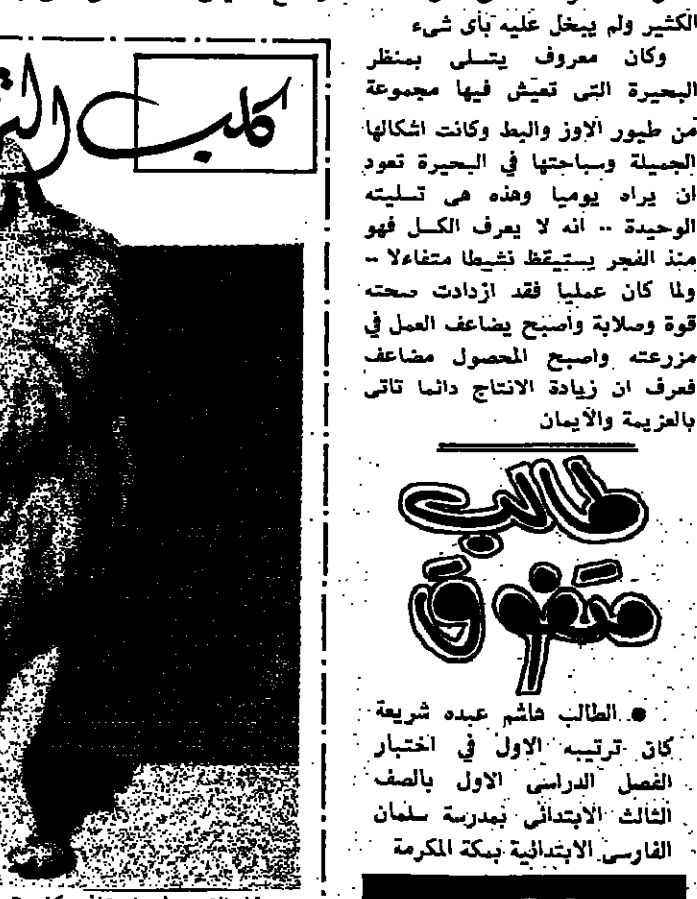 الكثير ولم يبخل عليه بأى شىء
وكان معروف يتسلى بمنظر
البحيرة التى تعيش فيها مجموعة
من طيور الاوز والبط وكانت اشكالها
الجميلة وسباحتها في البحيرة تعود
ان يراه يوميا وهذه هى تسليته
الوحيدة .. انه لا يعرف الكسل فهو
منذ الفجر يستيقظ نشيطا متفاءلا ..
ولما كان عمليا فقد ازدادت صحته
قوة وصلابة وأصبح يضاعف العمل في
مزرعته واصبح المحصول مضاعف
فعرف ان زيادة الانتاج دائما تاتى
بالعزيمة والآيمان
طالب
متفوق
● الطالب هاشم عبده شريعة
كان ترتيبه الاول في اختبار
الفصل الدراسى الاول بالصف
الثالث الابتدائى بمدرسة سلمان
الفارسى الابتدائية بمكة المكرمة
كلب